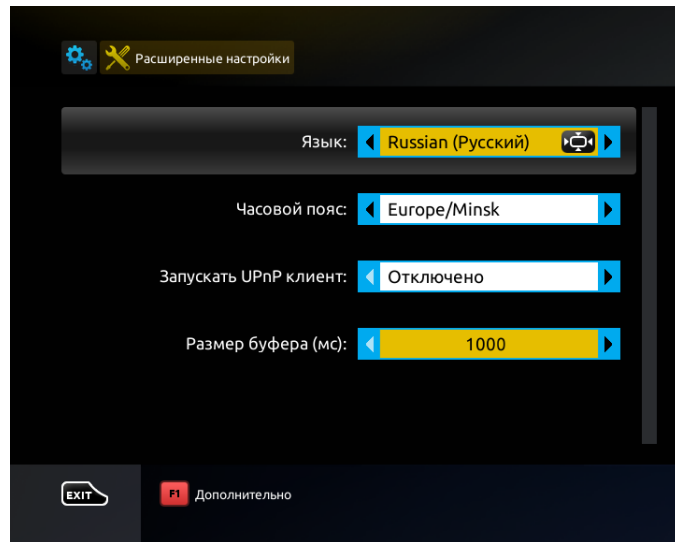 Расширенные настройки
Язык: Russian (Русский)
Часовой пояс: Europe/Minsk
Запускать UPnP клиент: Отключено
Размер буфера (мс): 1000
EXIT F1 Дополнительно